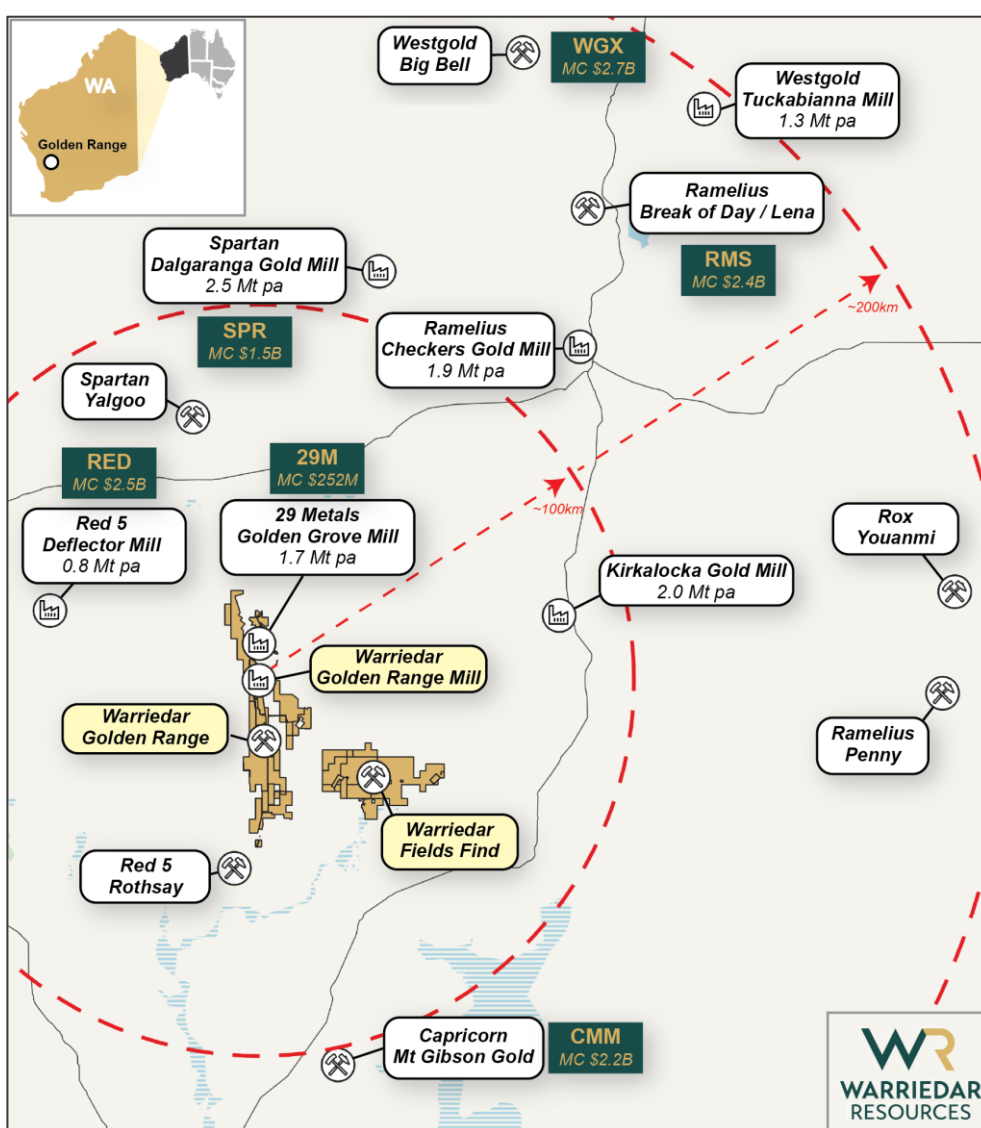 WA
Golden Range
Westgold
Big Bell
WGX
MC $2.7B
Westgold
Tuckabianna Mill
1.3 Mt pa
Ramelius
Break of Day / Lena
RMS
MC $2.4B
Spartan
Dalgaranga Gold Mill
2.5 Mt pa
SPR
MC $1.5B
~200km
Ramelius
Checkers Gold Mill
1.9 Mt pa
Spartan
Yalgoo
RED
MC $2.5B
29M
MC $252M
Red 5
Deflector Mill
0.8 Mt pa
29 Metals
Golden Grove Mill
1.7 Mt pa
~100km
Rox
Youanmi
Kirkalocka Gold Mill
2.0 Mt pa
Warriedar
Golden Range Mill
Warriedar
Golden Range
Ramelius
Penny
Warriedar
Fields Find
Red 5
Rothsay
Capricorn
Mt Gibson Gold
CMM
MC $2.2B
WR
WARRIEDAR
RESOURCES